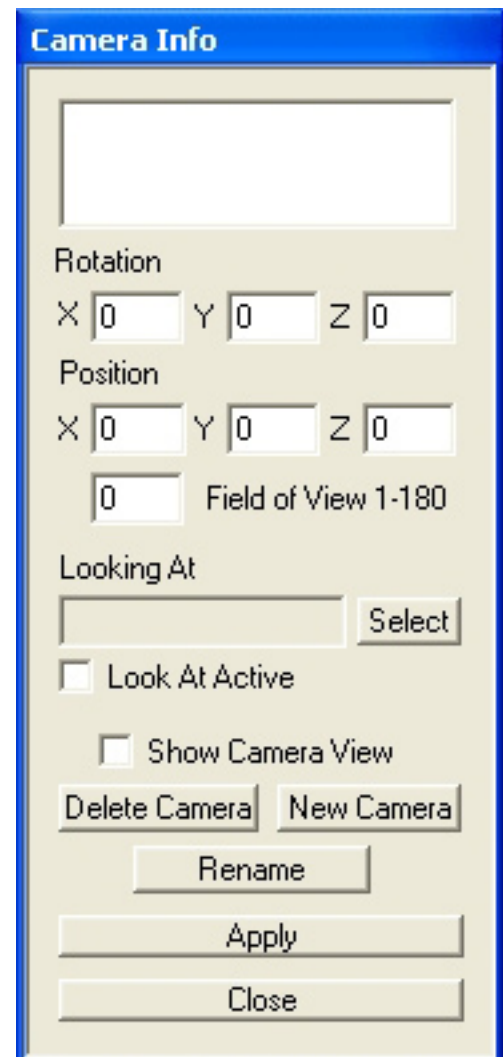 Camera Info
Rotation
X 0 Y 0 Z 0
Position
X 0 Y 0 Z 0
0 Field of View 1-180
Looking At
Select
Look At Active
Show Camera View
Delete Camera New Camera
Rename
Apply
Close